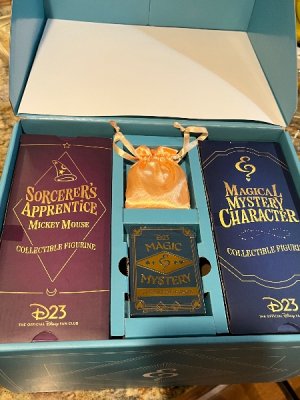 SORCERER'S
APPRENTICE
MICKEY MOUSE
COLLECTIBLE FIGURINE
D23
THE OFFICIAL DISNEY FAN CLUB
D23
MAGIC
&
MYSTERY
&
MAGICAL
MYSTERY
CHARACTER
COLLECTIBLE FIGURINE
D23
THE OFFICIAL DISNEY FAN CLUB